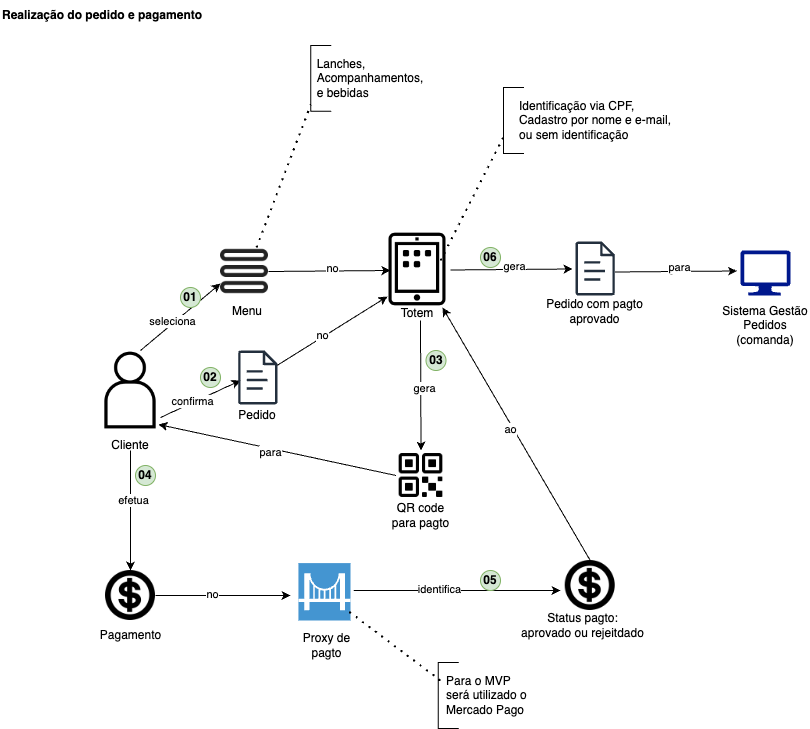 Realização do pedido e pagamento
Lanches,
Acompanhamentos,
e bebidas
Identificação via CPF,
Cadastro por nome e e-mail,
ou sem identificação
01
seleciona
Menu
no
Totem
06
gera
Pedido com pagto
aprovado
para
Sistema Gestão
Pedidos
(comanda)
02
confirma
Pedido
no
03
gera
Cliente
para
QR code
para pagto
ao
04
efetua
Pagamento
no
Proxy de
pagto
identifica
05
Status pagto:
aprovado ou rejeitdado
Para o MVP
será utilizado o
Mercado Pago